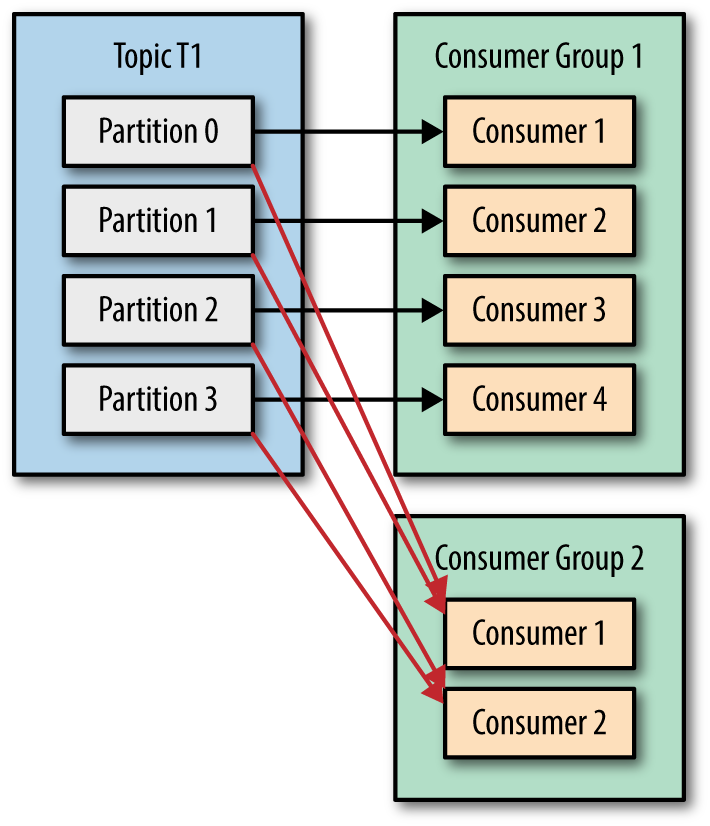 Topic T1
Partition 0
Partition 1
Partition 2
Partition 3
Consumer Group 1
Consumer 1
Consumer 2
Consumer 3
Consumer 4
Consumer Group 2
Consumer 1
Consumer 2